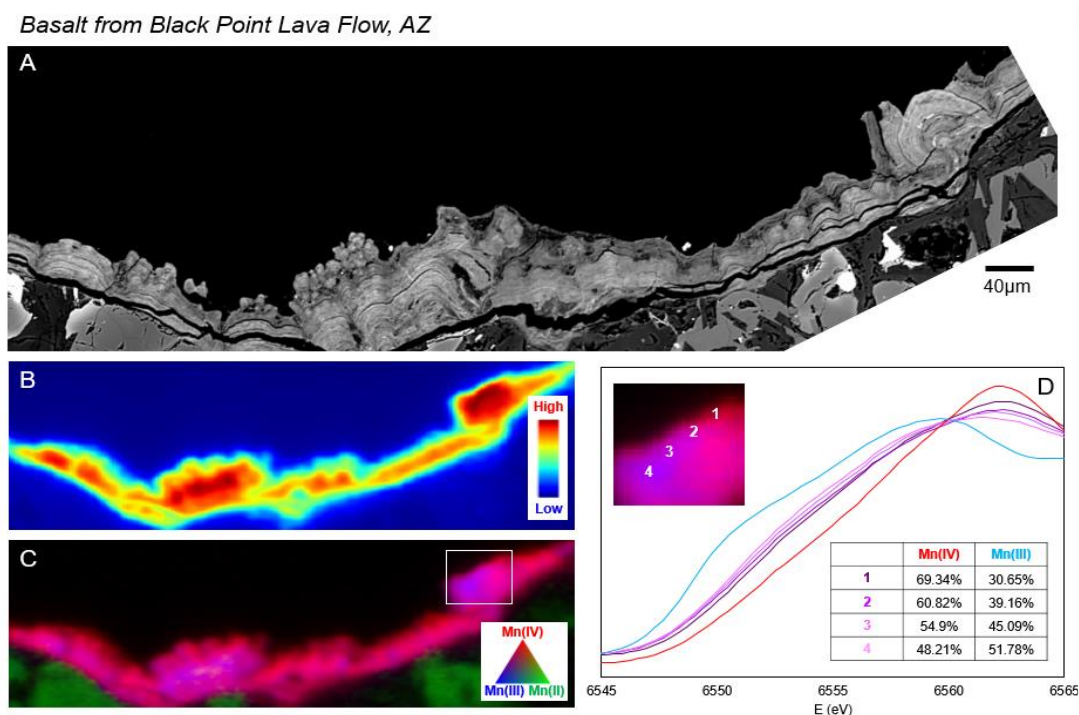 Basalt from Black Point Lava Flow, AZ
A
40μm
B
High
Low
C
Mn(IV)
Mn(III) Mn(II)
D
1
2
3
4
Mn(IV) Mn(III)
1 69.34% 30.65%
2 60.82% 39.16%
3 54.9% 45.09%
4 48.21% 51.78%
6545 6550 6555 6560 6565
E (eV)